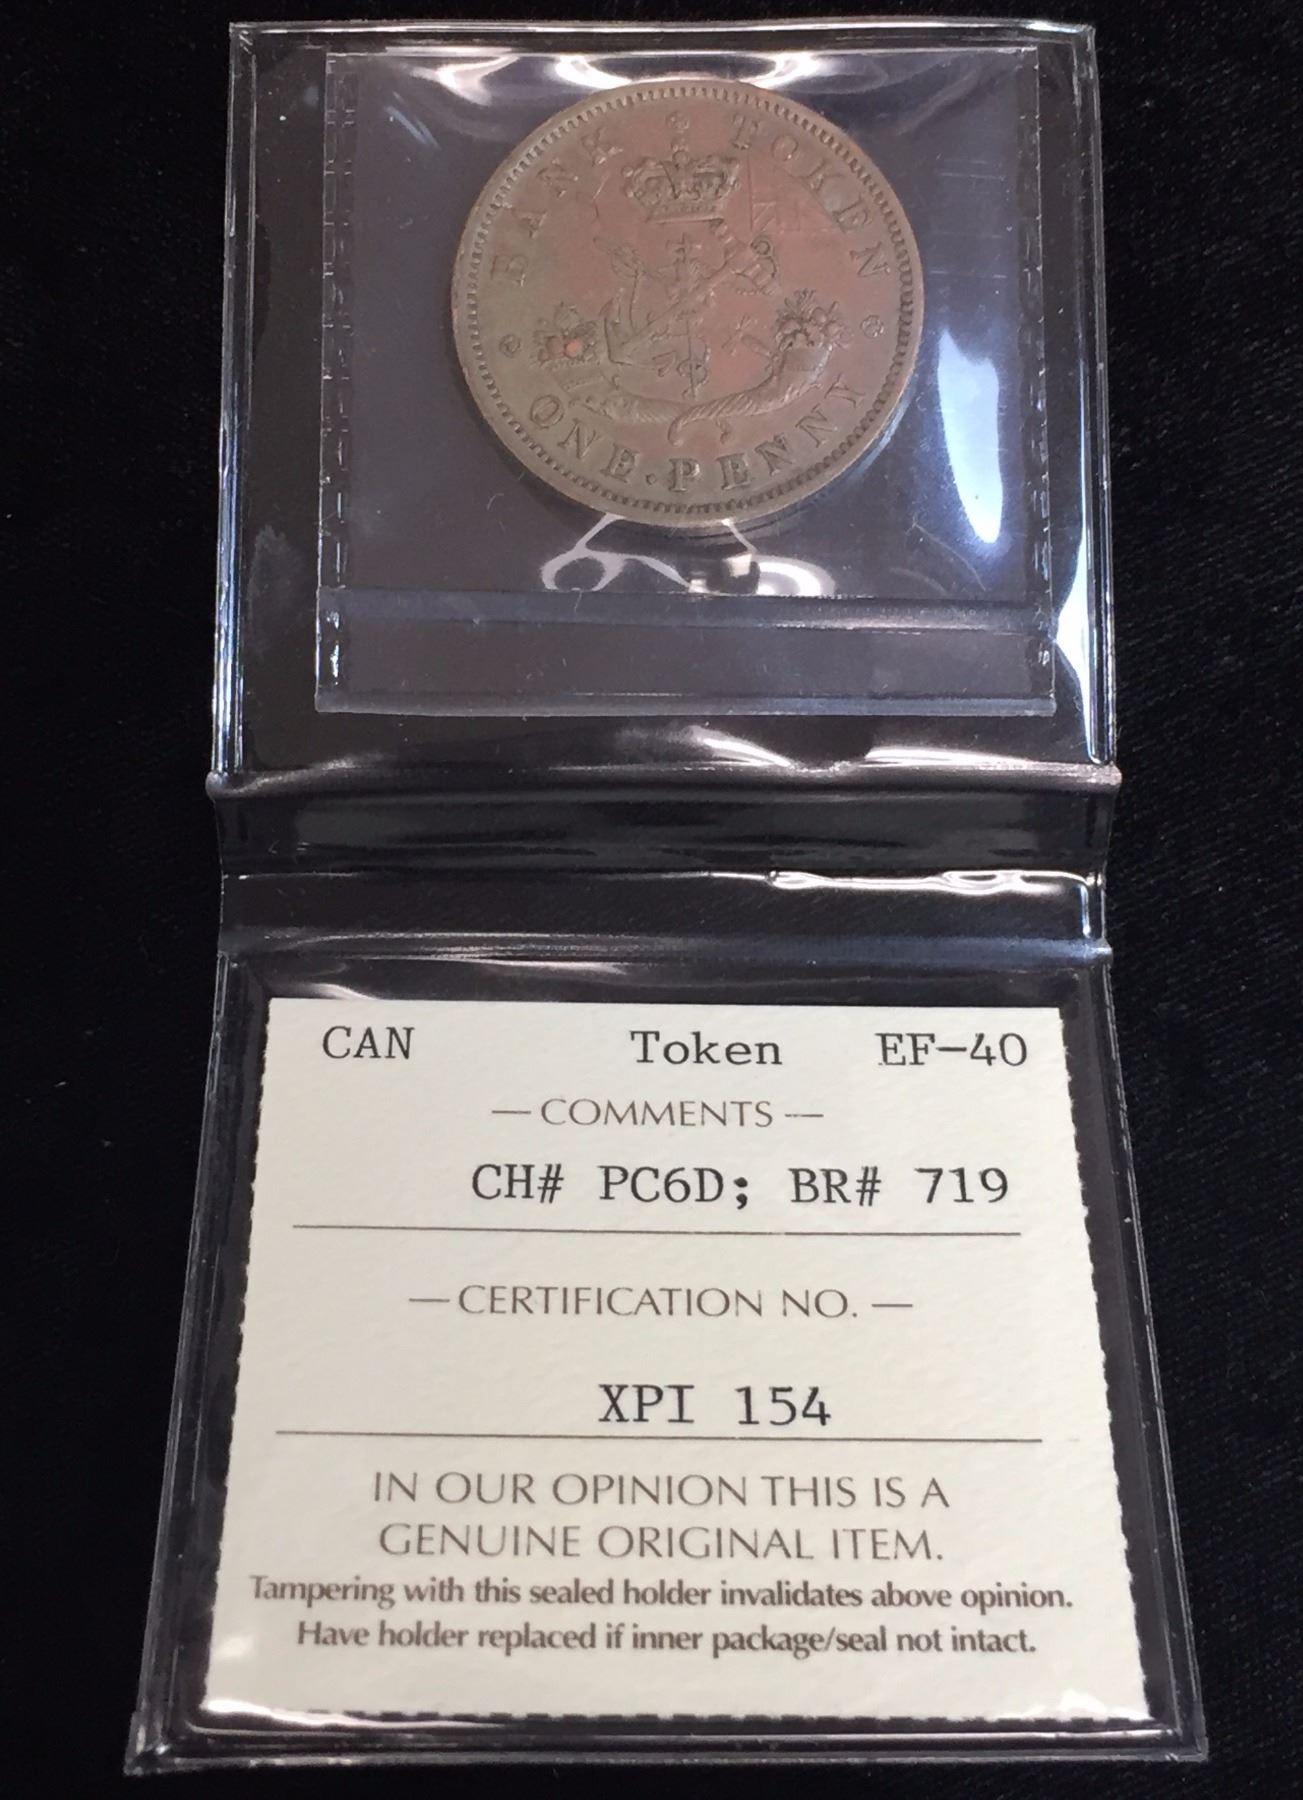 BANK TOKEN
ONE·PENNY
CAN Token EF-40
— COMMENTS —
CH# PC6D; BR# 719
— CERTIFICATION NO. —
XPI 154
IN OUR OPINION THIS IS A
GENUINE ORIGINAL ITEM.
Tampering with this sealed holder invalidates above opinion.
Have holder replaced if inner package/seal not intact.